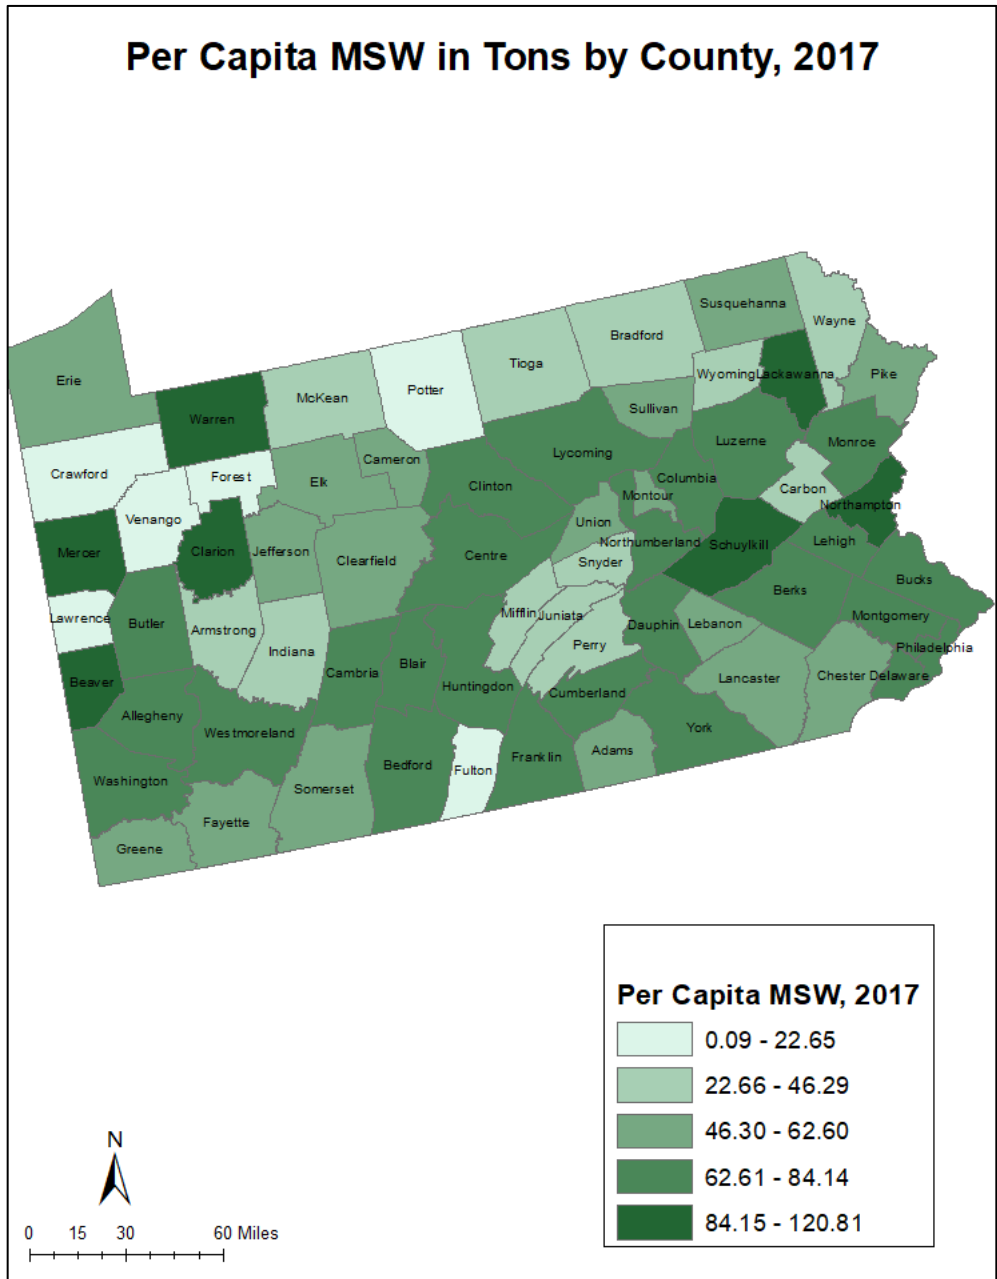 Per Capita MSW in Tons by County, 2017
Susquehanna
Wayne
Bradford
Tioga
Erie
Wyoming
Lackawanna
Pike
Potter
McKean
Sullivan
Warren
Luzerne
Monroe
Lycoming
Cameron
Crawford
Forest
Elk
Columbia
Clinton
Carbon
Montour
Northampton
Venango
Union
Northumberland
Lehigh
Schuylkill
Mercer
Clarion
Jefferson
Centre
Clearfield
Snyder
Bucks
Berks
Lawrence
Butler
Mifflin
Juniata
Montgomery
Armstrong
Dauphin
Lebanon
Indiana
Perry
Philadelphia
Blair
Cambria
Chester
Delaware
Lancaster
Beaver
Huntingdon
Cumberland
Allegheny
York
Westmoreland
Adams
Franklin
Bedford
Fulton
Washington
Somerset
Fayette
Greene
Per Capita MSW, 2017
0.09 - 22.65
22.66 - 46.29
46.30 - 62.60
62.61 - 84.14
84.15 - 120.81
N
0 15 30 60 Miles